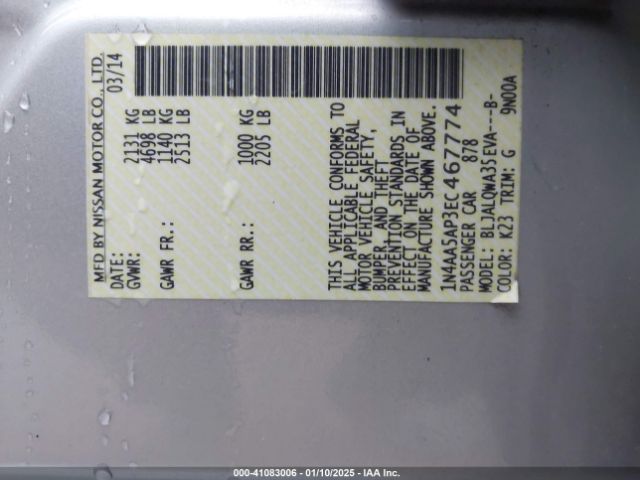 MFD BY NISSAN MOTOR CO., LTD.
DATE: 03/14
GVWR: 2131 KG
4698 LB
GAWR FR.: 1140 KG
2513 LB
GAWR RR.: 1000 KG
2205 LB
THIS VEHICLE CONFORMS TO
ALL APPLICABLE FEDERAL
MOTOR VEHICLE SAFETY,
BUMPER, AND THEFT
PREVENTION STANDARDS IN
EFFECT ON THE DATE OF
MANUFACTURE SHOWN ABOVE.
1N4AA5AP3EC467774
PASSENGER CAR 878
MODEL: BLJALQWA35EVA---B-
COLOR: K23 TRIM: G 9N00A
000-41083006 - 01/10/2025 - IAA Inc.